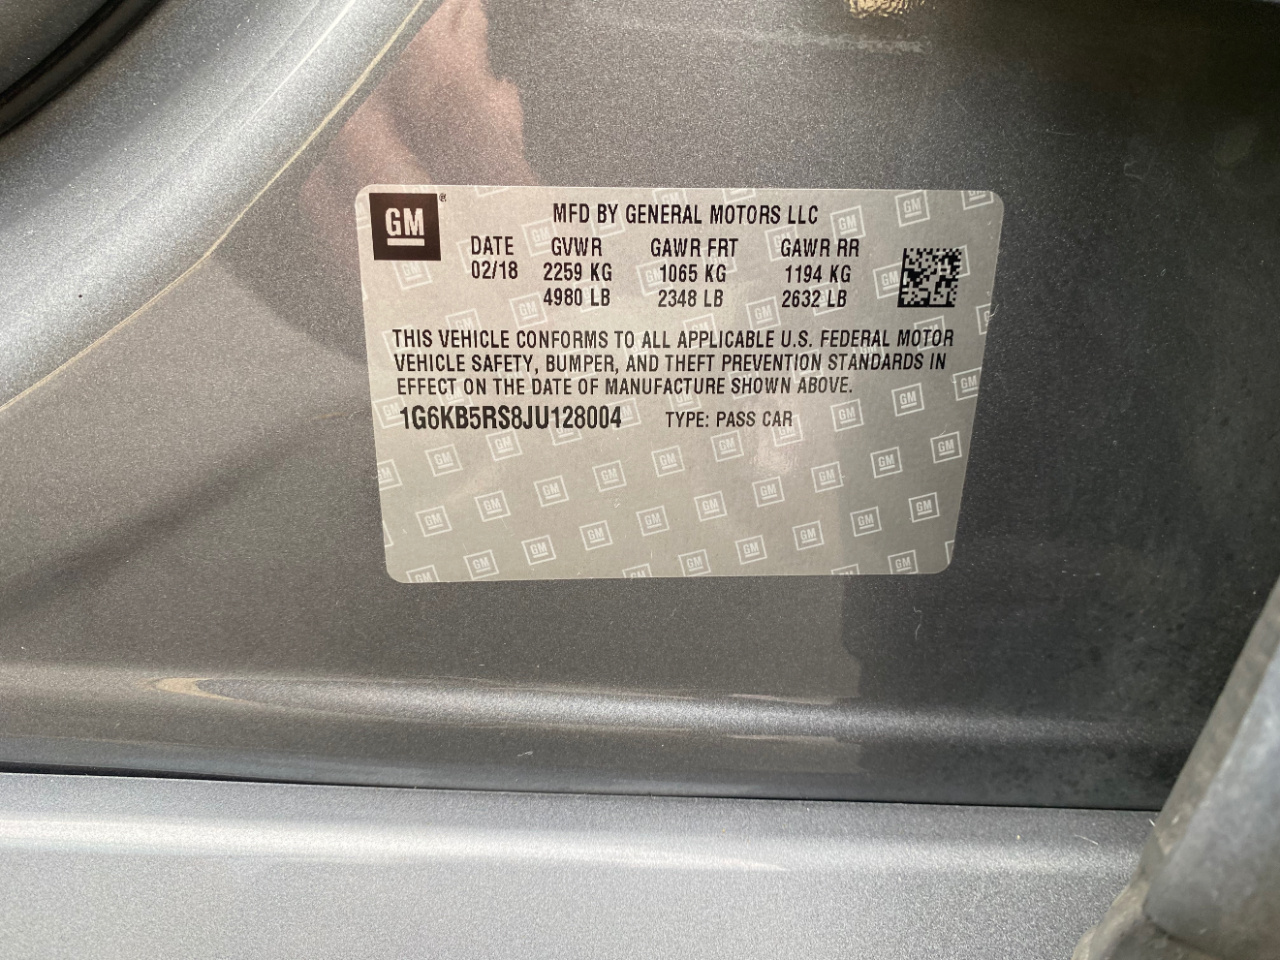 GM®
MFD BY GENERAL MOTORS LLC
DATE GVWR GAWR FRT GAWR RR
02/18 2259 KG 1065 KG 1194 KG
4980 LB 2348 LB 2632 LB
THIS VEHICLE CONFORMS TO ALL APPLICABLE U.S. FEDERAL MOTOR
VEHICLE SAFETY, BUMPER, AND THEFT PREVENTION STANDARDS IN
EFFECT ON THE DATE OF MANUFACTURE SHOWN ABOVE.
1G6KB5RS8JU128004 TYPE: PASS CAR